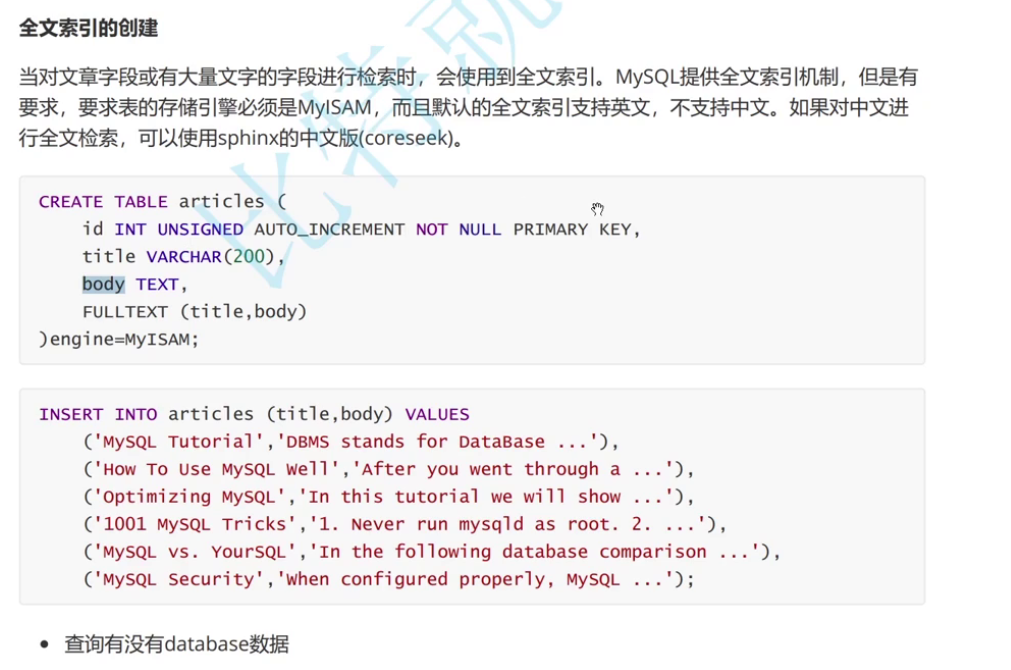 全文索引的创建
当对文章字段或有大量文字的字段进行检索时，会使用到全文索引。MySQL提供全文索引机制，但是有
要求，要求表的存储引擎必须是MyISAM，而且默认的全文索引支持英文，不支持中文。如果对中文进
行全文检索，可以使用sphinx的中文版(coreseek)。
CREATE TABLE articles (
    id INT UNSIGNED AUTO_INCREMENT NOT NULL PRIMARY KEY,
    title VARCHAR(200),
    body TEXT,
    FULLTEXT (title,body)
)engine=MyISAM;
INSERT INTO articles (title,body) VALUES
    ('MySQL Tutorial','DBMS stands for DataBase ...'),
    ('How To Use MySQL Well','After you went through a ...'),
    ('Optimizing MySQL','In this tutorial we will show ...'),
    ('1001 MySQL Tricks','1. Never run mysqld as root. 2. ...'),
    ('MySQL vs. YourSQL','In the following database comparison ...'),
    ('MySQL Security','When configured properly, MySQL ...');
• 查询有没有database数据
比特就